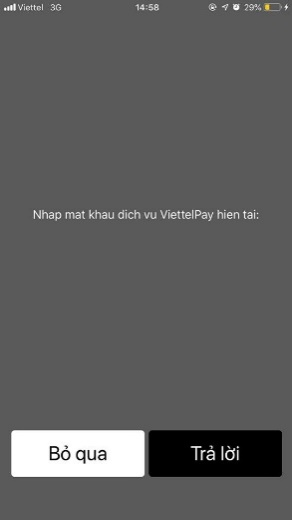 Viettel 3G 14:58 29%
Nhap mat khau dich vu ViettelPay hien tai:
Bỏ qua Trả lời